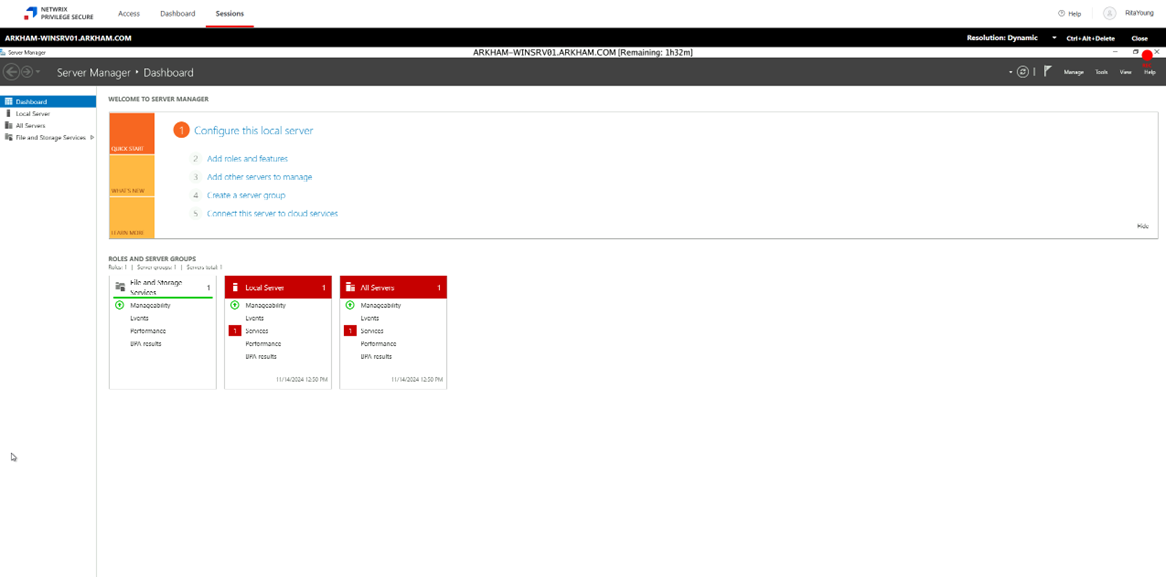 NETWRIX
PRIVILEGE SECURE
Access
Dashboard
Sessions
Help
RitaYoung
ARKHAM-WINSRV01.ARKHAM.COM
Resolution: Dynamic
Ctrl+Alt+Delete
Close
Server Manager
ARKHAM-WINSRV01.ARKHAM.COM [Remaining: 1h32m]
Server Manager • Dashboard
Manage
Tools
View
Help
Dashboard
Local Server
All Servers
File and Storage Services
WELCOME TO SERVER MANAGER
QUICK START
WHAT'S NEW
LEARN MORE
1 Configure this local server
2 Add roles and features
3 Add other servers to manage
4 Create a server group
5 Connect this server to cloud services
Hide
ROLES AND SERVER GROUPS
Roles: 1 | Server groups: 1 | Servers total: 1
File and Storage Services 1
Manageability
Events
Performance
BPA results
Local Server 1
Manageability
Events
1 Services
Performance
BPA results
11/14/2024 12:50 PM
All Servers 1
Manageability
Events
1 Services
Performance
BPA results
11/14/2024 12:50 PM